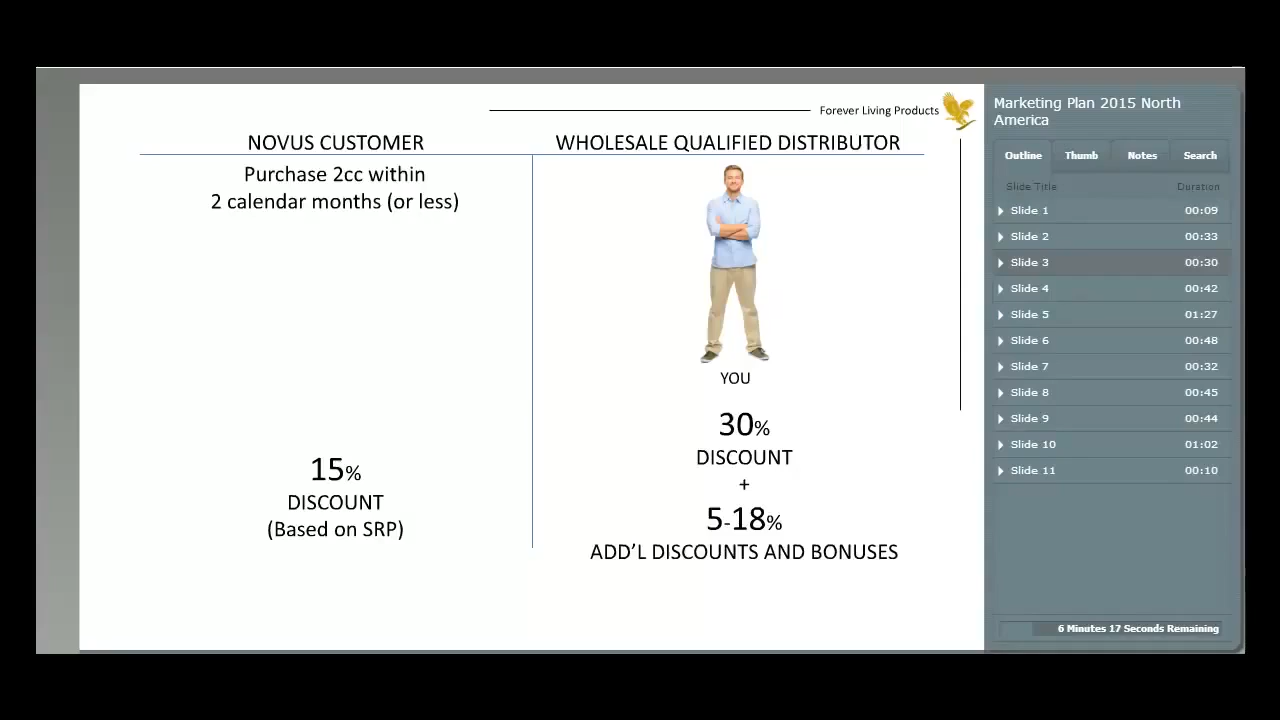 Forever Living Products
NOVUS CUSTOMER
Purchase 2cc within
2 calendar months (or less)
15%
DISCOUNT
(Based on SRP)
WHOLESALE QUALIFIED DISTRIBUTOR
YOU
30%
DISCOUNT
+
5-18%
ADD'L DISCOUNTS AND BONUSES
Marketing Plan 2015 North
America
Outline Thumb Notes Search
Slide Title Duration
Slide 1 00:09
Slide 2 00:33
Slide 3 00:30
Slide 4 00:42
Slide 5 01:27
Slide 6 00:48
Slide 7 00:32
Slide 8 00:45
Slide 9 00:44
Slide 10 01:02
Slide 11 00:10
6 Minutes 17 Seconds Remaining